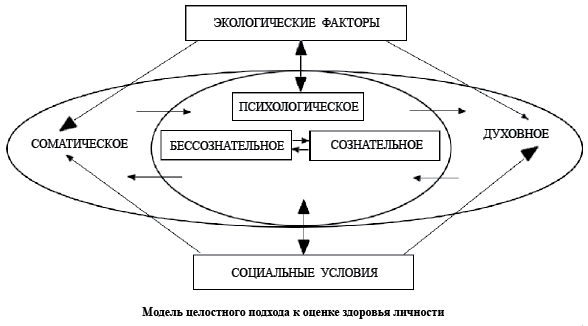 ЭКОЛОГИЧЕСКИЕ ФАКТОРЫ
ПСИХОЛОГИЧЕСКОЕ
СОМАТИЧЕСКОЕ
БЕССОЗНАТЕЛЬНОЕ
СОЗНАТЕЛЬНОЕ
ДУХОВНОЕ
СОЦИАЛЬНЫЕ УСЛОВИЯ
Модель целостного подхода к оценке здоровья личности